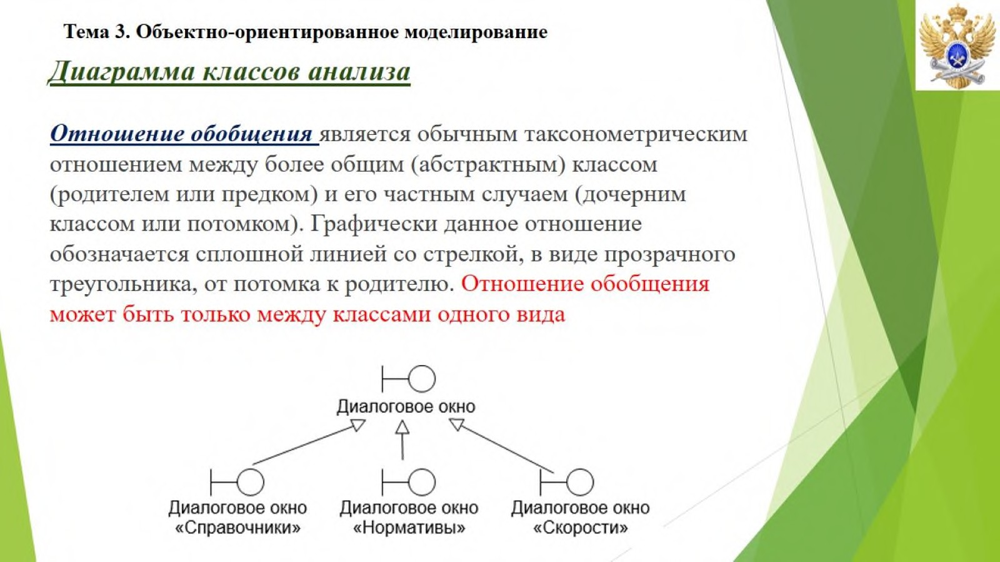 Тема 3. Объектно-ориентированное моделирование
Диаграмма классов анализа
Отношение обобщения является обычным таксонометрическим
отношением между более общим (абстрактным) классом
(родителем или предком) и его частным случаем (дочерним
классом или потомком). Графически данное отношение
обозначается сплошной линией со стрелкой, в виде прозрачного
треугольника, от потомка к родителю. Отношение обобщения
может быть только между классами одного вида
Диалоговое окно
Диалоговое окно
«Справочники»
Диалоговое окно
«Нормативы»
Диалоговое окно
«Скорости»